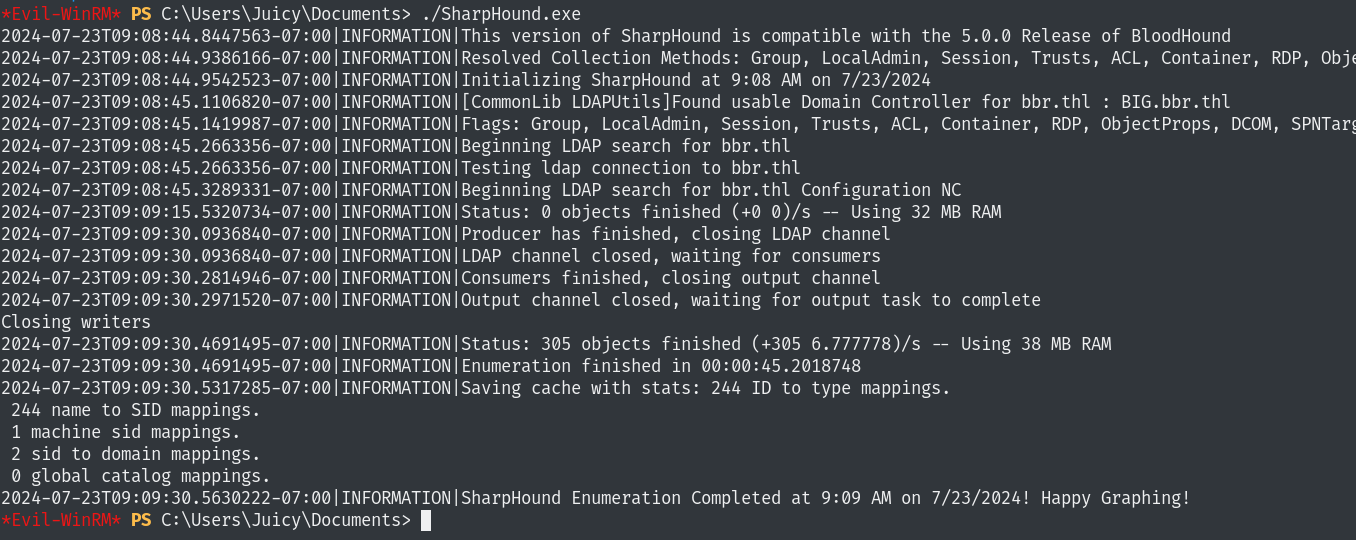 *Evil-WinRM* PS C:\Users\Juicy\Documents> ./SharpHound.exe
2024-07-23T09:08:44.8447563-07:00|INFORMATION|This version of SharpHound is compatible with the 5.0.0 Release of BloodHound
2024-07-23T09:08:44.9386166-07:00|INFORMATION|Resolved Collection Methods: Group, LocalAdmin, Session, Trusts, ACL, Container, RDP, Obje
2024-07-23T09:08:44.9542523-07:00|INFORMATION|Initializing SharpHound at 9:08 AM on 7/23/2024
2024-07-23T09:08:45.1106820-07:00|INFORMATION|[CommonLib LDAPUtils]Found usable Domain Controller for bbr.thl : BIG.bbr.thl
2024-07-23T09:08:45.1419987-07:00|INFORMATION|Flags: Group, LocalAdmin, Session, Trusts, ACL, Container, RDP, ObjectProps, DCOM, SPNTarg
2024-07-23T09:08:45.2663356-07:00|INFORMATION|Beginning LDAP search for bbr.thl
2024-07-23T09:08:45.2663356-07:00|INFORMATION|Testing ldap connection to bbr.thl
2024-07-23T09:08:45.3289331-07:00|INFORMATION|Beginning LDAP search for bbr.thl Configuration NC
2024-07-23T09:09:15.5320734-07:00|INFORMATION|Status: 0 objects finished (+0 0)/s -- Using 32 MB RAM
2024-07-23T09:09:30.0936840-07:00|INFORMATION|Producer has finished, closing LDAP channel
2024-07-23T09:09:30.0936840-07:00|INFORMATION|LDAP channel closed, waiting for consumers
2024-07-23T09:09:30.2814946-07:00|INFORMATION|Consumers finished, closing output channel
2024-07-23T09:09:30.2971520-07:00|INFORMATION|Output channel closed, waiting for output task to complete
Closing writers
2024-07-23T09:09:30.4691495-07:00|INFORMATION|Status: 305 objects finished (+305 6.777778)/s -- Using 38 MB RAM
2024-07-23T09:09:30.4691495-07:00|INFORMATION|Enumeration finished in 00:00:45.2018748
2024-07-23T09:09:30.5317285-07:00|INFORMATION|Saving cache with stats: 244 ID to type mappings.
 244 name to SID mappings.
 1 machine sid mappings.
 2 sid to domain mappings.
 0 global catalog mappings.
2024-07-23T09:09:30.5630222-07:00|INFORMATION|SharpHound Enumeration Completed at 9:09 AM on 7/23/2024! Happy Graphing!
*Evil-WinRM* PS C:\Users\Juicy\Documents>